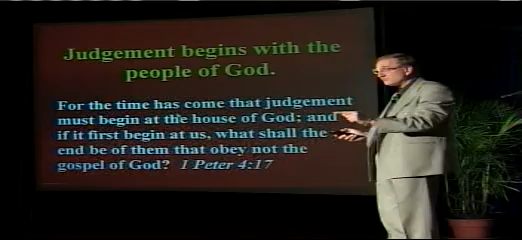 Judgement begins with the
people of God.
For the time has come that judgement
must begin at the house of God: and
if it first begin at us, what shall the
end be of them that obey not the
gospel of God? 1 Peter 4:17